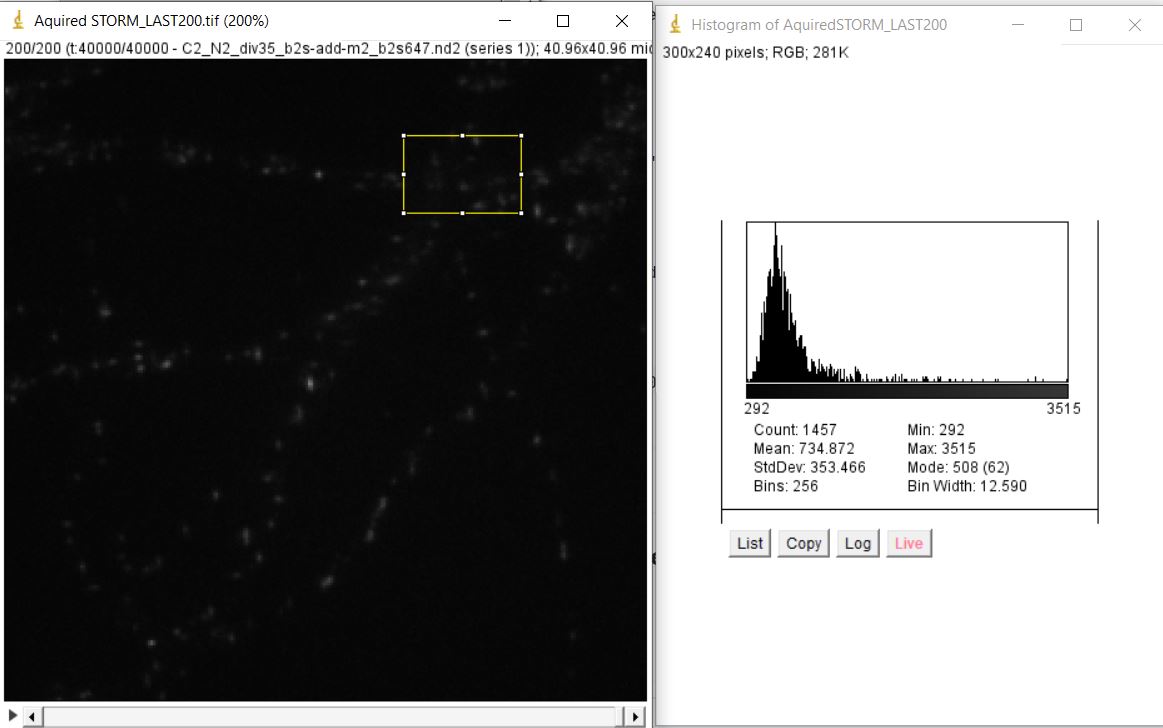 Aquired STORM_LAST200.tif (200%)
200/200 (t:40000/40000 - C2_N2_div35_b2s-add-m2_b2s647.nd2 (series 1)); 40.96x40.96 mic
Histogram of AquiredSTORM_LAST200
300x240 pixels; RGB; 281K
292 3515
Count: 1457 Min: 292
Mean: 734.872 Max: 3515
StdDev: 353.466 Mode: 508 (62)
Bins: 256 Bin Width: 12.590
List Copy Log Live